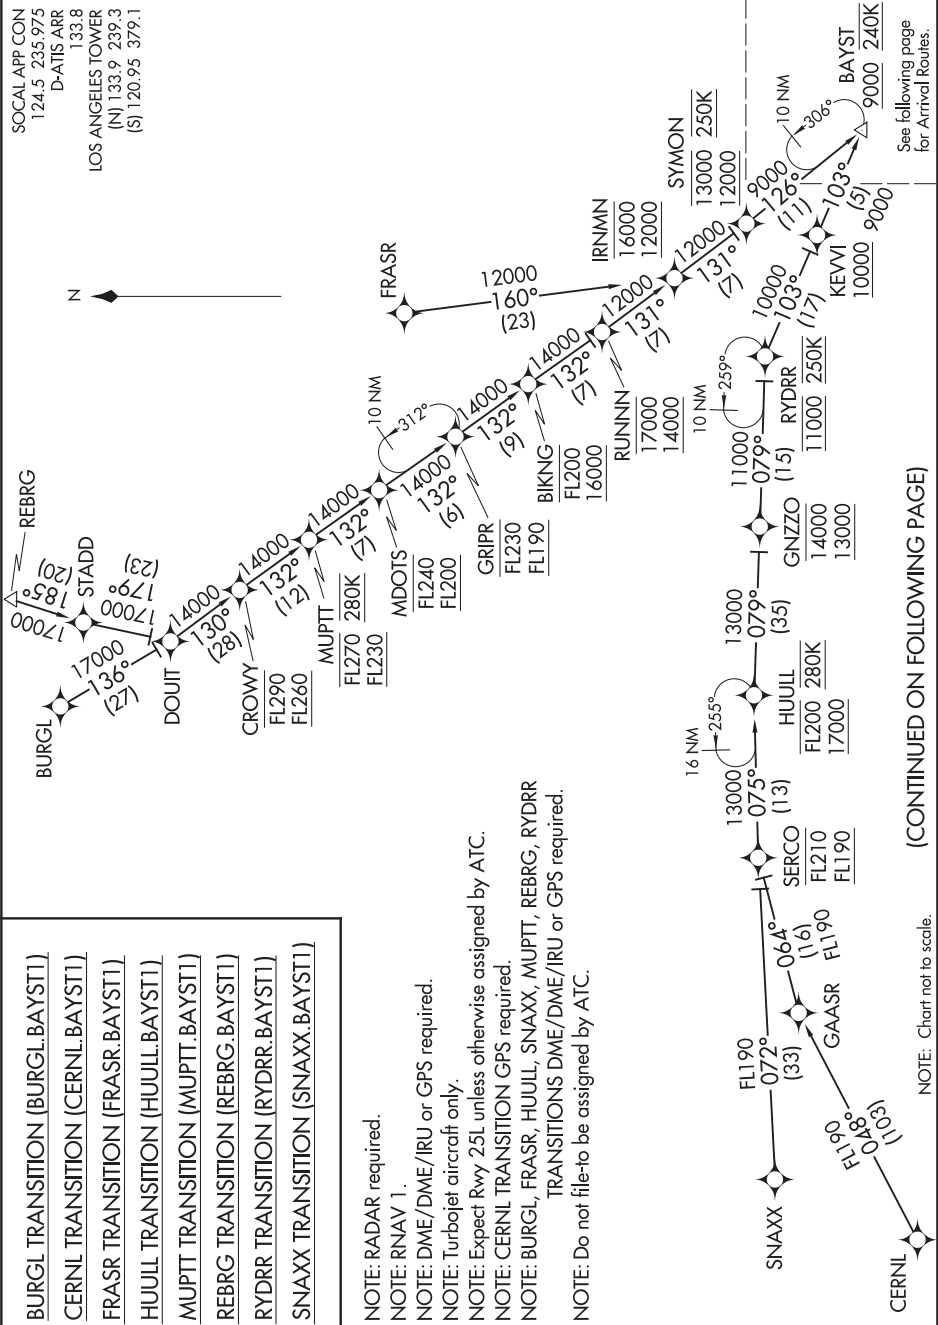 SOCAL APP CON
124.5 235.975
D-ATIS ARR
133.8
LOS ANGELES TOWER
(N) 133.9 239.3
(S) 120.95 379.1
BURGL TRANSITION (BURGL.BAYST1)
CERNL TRANSITION (CERNL.BAYST1)
FRASR TRANSITION (FRASR.BAYST1)
HUULL TRANSITION (HUULL.BAYST1)
MUPTT TRANSITION (MUPTT.BAYST1)
REBRG TRANSITION (REBRG.BAYST1)
RYDRR TRANSITION (RYDRR.BAYST1)
SNAXX TRANSITION (SNAXX.BAYST1)
NOTE: RADAR required.
NOTE: RNAV 1.
NOTE: DME/DME/IRU or GPS required.
NOTE: Turbojet aircraft only.
NOTE: Expect Rwy 25L unless otherwise assigned by ATC.
NOTE: CERNL TRANSITION GPS required.
NOTE: BURGL, FRASR, HUULL, SNAXX, MUPTT, REBRG, RYDRR
TRANSITIONS DME/DME/IRU or GPS required.
NOTE: Do not file-to be assigned by ATC.
N
REBRG
17000
185°
(20)
STADD
17000
179°
(23)
BURGL
17000
136°
(27)
DOUIT
14000
130°
(28)
CROWY
FL290
FL260
14000
132°
(12)
MUPTT
FL270 280K
FL230
14000
132°
(7)
MDOTS
FL240
FL200
10 NM
312°
14000
132°
(6)
GRIPR
FL230
FL190
14000
132°
(9)
BIKNG
FL200
16000
14000
132°
(7)
RUNNN
17000
14000
12000
131°
(7)
FRASR
12000
160°
(23)
IRNMN
16000
12000
12000
131°
(7)
SYMON
13000 250K
12000
9000
126°
(11)
10 NM
306°
BAYST
9000 240K
See following page
for Arrival Routes.
CERNL
FL190
048°
(103)
GAASR
064°
(16)
FL190
SNAXX
FL190
072°
(33)
SERCO
FL210
FL190
13000
075°
(13)
16 NM
255°
HUULL
FL200 280K
17000
13000
079°
(35)
GNZZO
14000
13000
11000
079°
(15)
10 NM
259°
RYDRR
11000 250K
10000
103°
(17)
KEVVI
10000
103°
(5)
9000
NOTE: Chart not to scale.
(CONTINUED ON FOLLOWING PAGE)